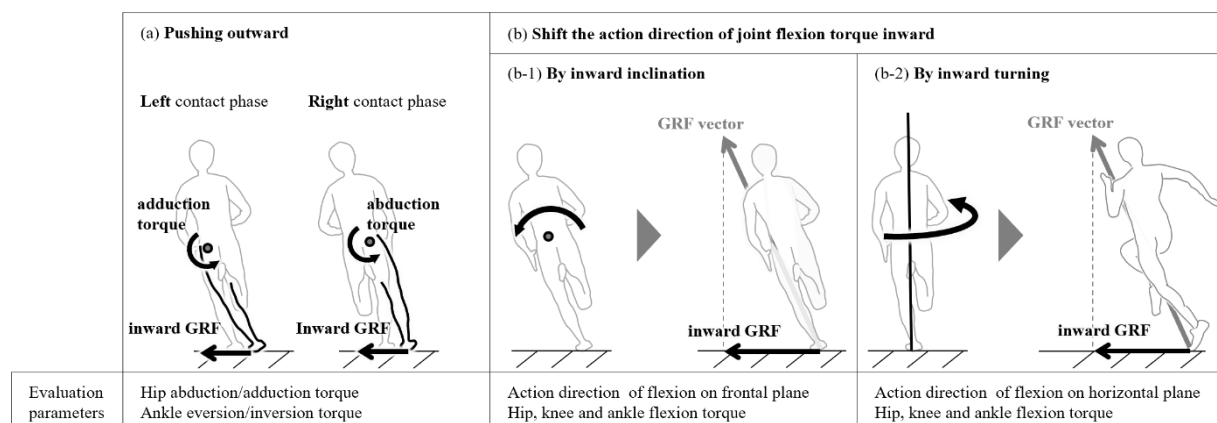 (a) Pushing outward
(b) Shift the action direction of joint flexion torque inward
(b-1) By inward inclination
(b-2) By inward turning
Left contact phase
Right contact phase
adduction
torque
abduction
torque
inward GRF
Inward GRF
GRF vector
inward GRF
GRF vector
inward GRF
Evaluation
parameters
Hip abduction/adduction torque
Ankle eversion/inversion torque
Action direction of flexion on frontal plane
Hip, knee and ankle flexion torque
Action direction of flexion on horizontal plane
Hip, knee and ankle flexion torque